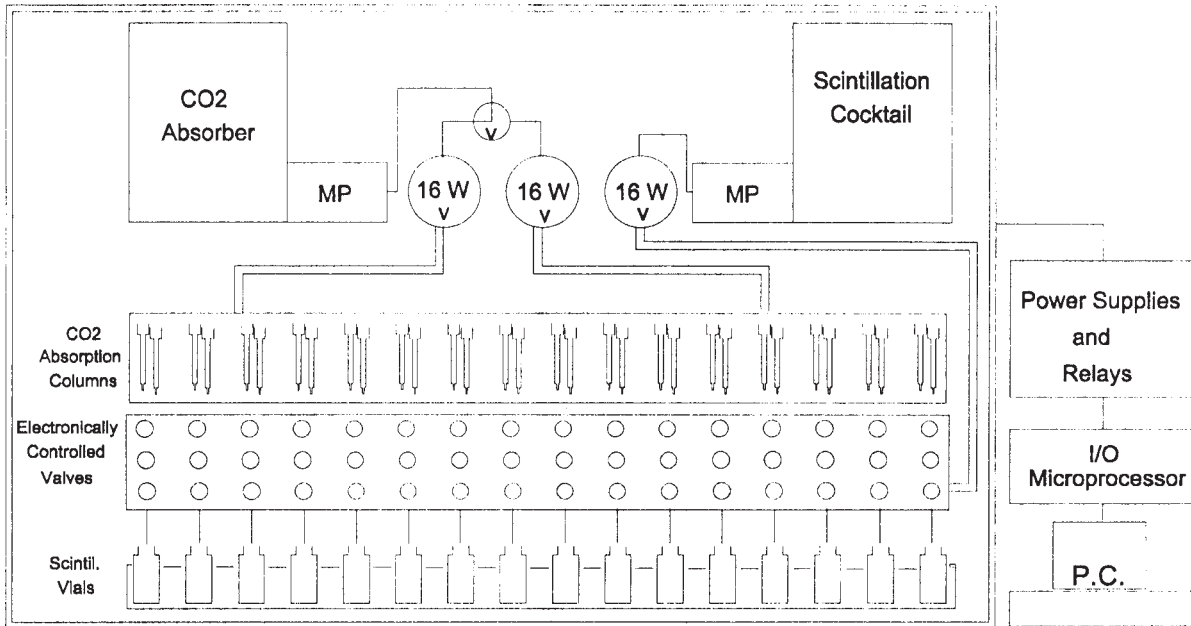 CO2
Absorber
Scintillation
Cocktail
v
MP
16 W
v
16 W
v
16 W
v
MP
Power Supplies
and
Relays
CO2
Absorption
Columns
Electronically
Controlled
Valves
I/O
Microprocessor
Scintil.
Vials
P.C.